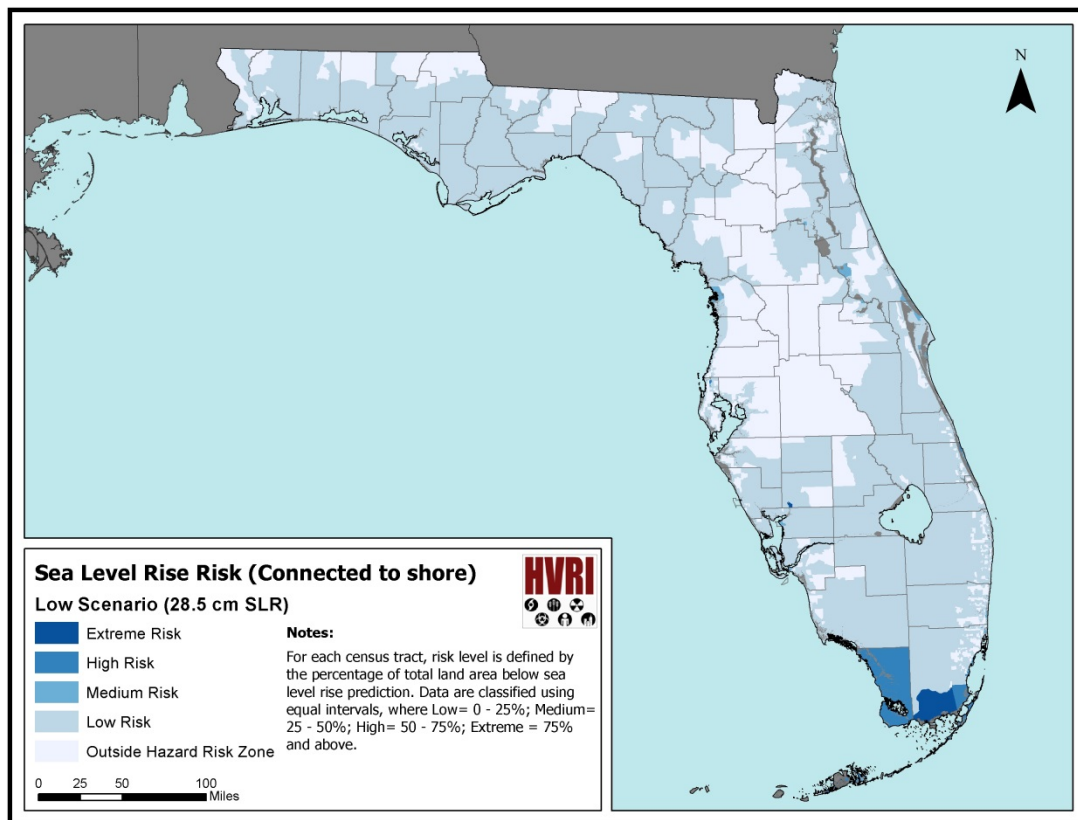 N
Sea Level Rise Risk (Connected to shore)
Low Scenario (28.5 cm SLR)
Extreme Risk
High Risk
Medium Risk
Low Risk
Outside Hazard Risk Zone
0 25 50 100
Miles
HVRI
Notes:
For each census tract, risk level is defined by
the percentage of total land area below sea
level rise prediction. Data are classified using
equal intervals, where Low= 0 - 25%; Medium=
25 - 50%; High= 50 - 75%; Extreme = 75%
and above.